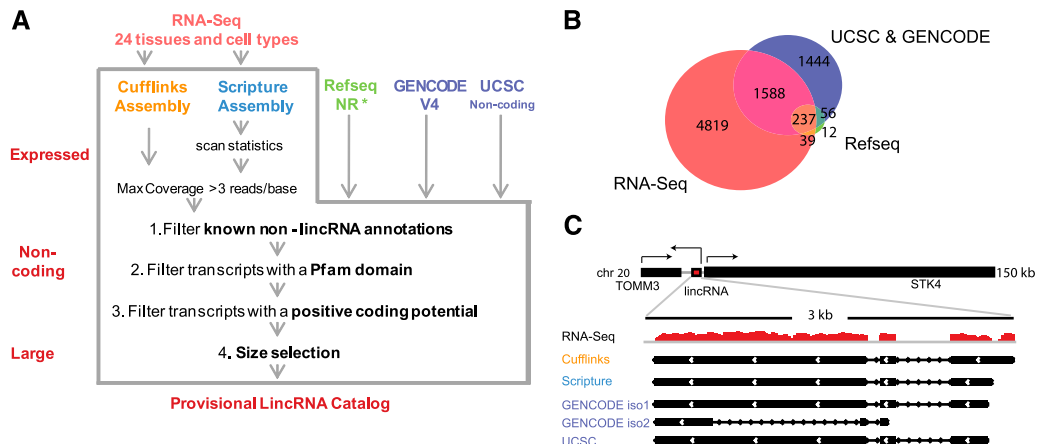 A
RNA-Seq
24 tissues and cell types
Cufflinks
Assembly
Scripture
Assembly
Refseq
NR *
GENCODE
V4
UCSC
Non-coding
Expressed
scan statistics
Max Coverage >3 reads/base
Non-
coding
1.Filter known non -lincRNA annotations
2. Filter transcripts with a Pfam domain
3. Filter transcripts with a positive coding potential
Large
4. Size selection
Provisional LincRNA Catalog
B
UCSC & GENCODE
1444
1588
4819
237
56
12
39
Refseq
RNA-Seq
C
chr 20
TOMM3
lincRNA
STK4
150 kb
3 kb
RNA-Seq
Cufflinks
Scripture
GENCODE iso1
GENCODE iso2
UCSC